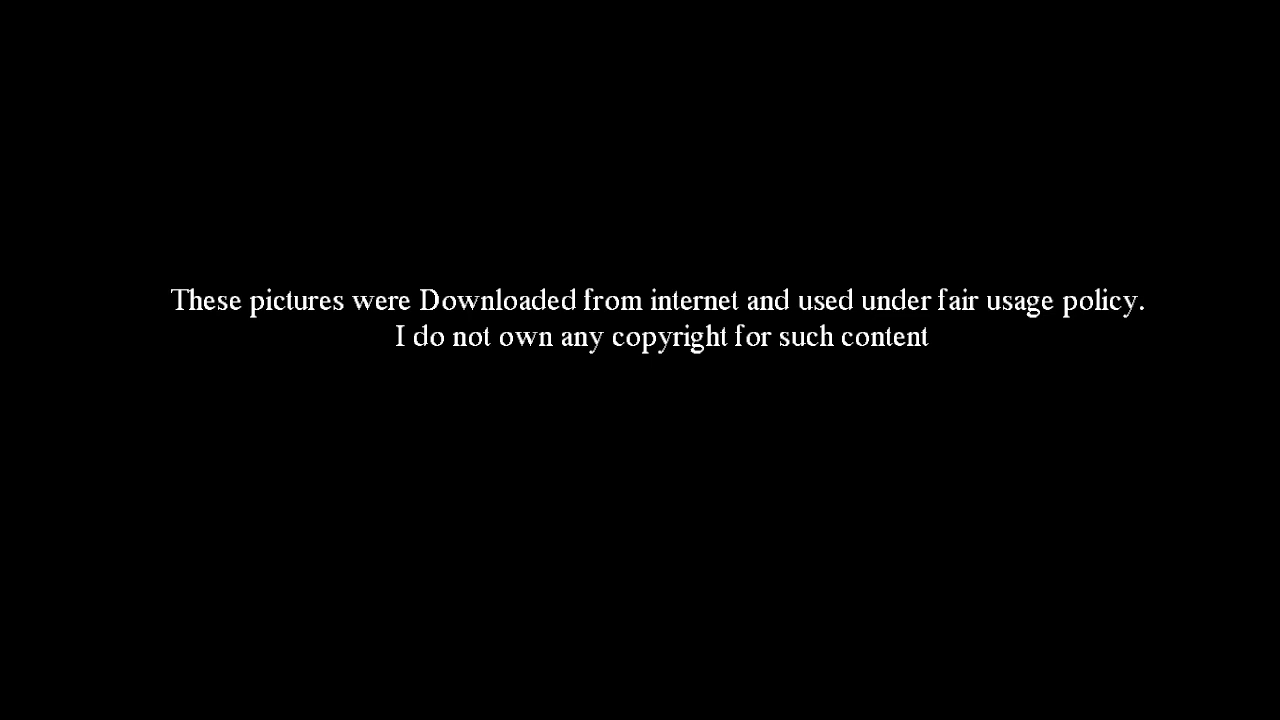 These pictures were Downloaded from internet and used under fair usage policy.
I do not own any copyright for such content